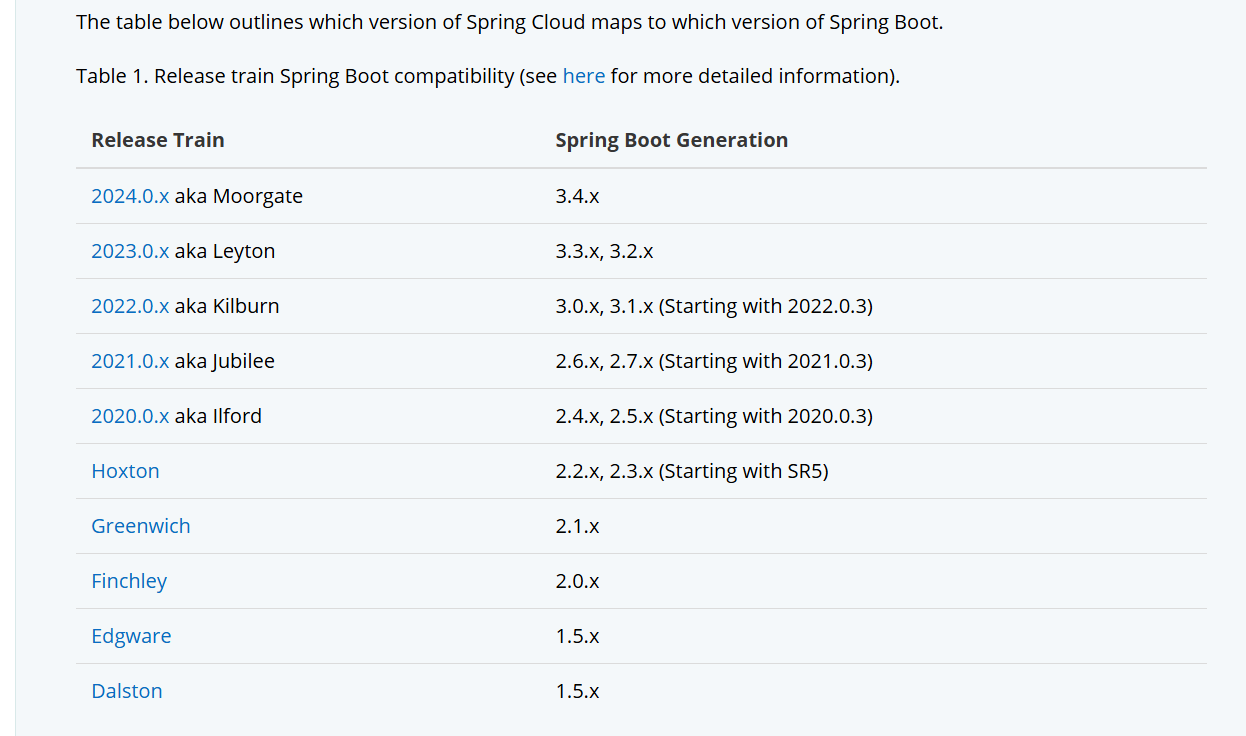 The table below outlines which version of Spring Cloud maps to which version of Spring Boot.
Table 1. Release train Spring Boot compatibility (see here for more detailed information).
Release Train Spring Boot Generation
2024.0.x aka Moorgate 3.4.x
2023.0.x aka Leyton 3.3.x, 3.2.x
2022.0.x aka Kilburn 3.0.x, 3.1.x (Starting with 2022.0.3)
2021.0.x aka Jubilee 2.6.x, 2.7.x (Starting with 2021.0.3)
2020.0.x aka Ilford 2.4.x, 2.5.x (Starting with 2020.0.3)
Hoxton 2.2.x, 2.3.x (Starting with SR5)
Greenwich 2.1.x
Finchley 2.0.x
Edgware 1.5.x
Dalston 1.5.x